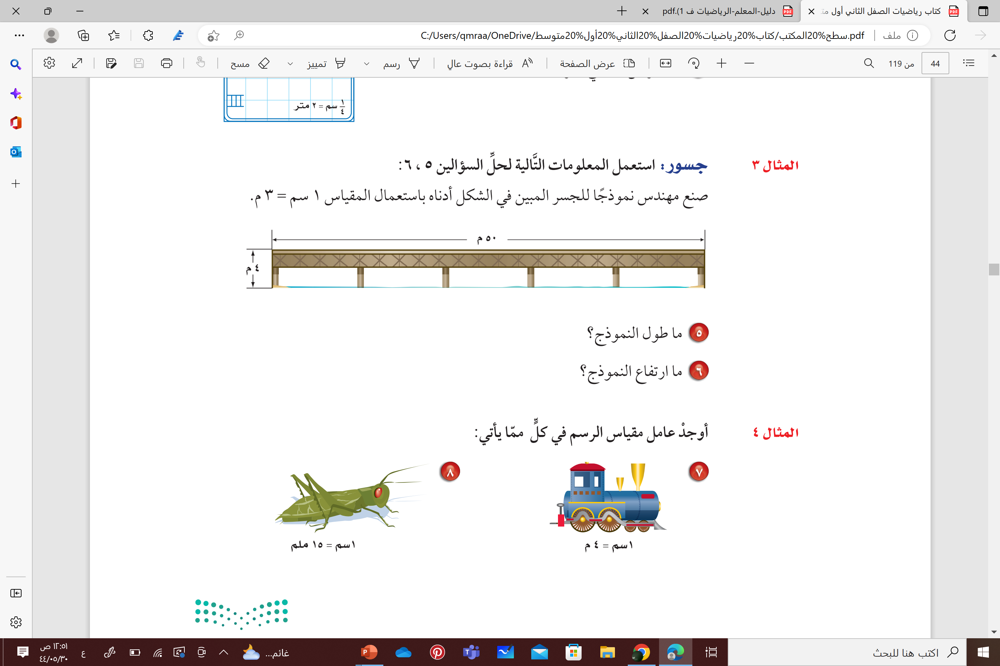 كتاب رياضيات الصفل الثاني أول
دليل-المعلم-الرياضيات ف 1).pdf
ملف
C:/Users/qmraa/OneDrive/سطح%20المكتب/كتاب%20رياضيات%20الصفل%20الثاني%20أول%20متوسط.pdf
44 من 119
عرض الصفحة
قراءة بصوت عالٍ
رسم
تمييز
مسح
١/٤ سم = ٢ متر
المثال ٣
جسور: استعمل المعلومات التَّالية لحلِّ السؤالين ٥ ، ٦:
صنع مهندس نموذجًا للجسر المبين في الشكل أدناه باستعمال المقياس ١ سم = ٣ م.
٥٠ م
٤ م
٥ ما طول النموذج؟
٦ ما ارتفاع النموذج؟
المثال ٤
أوجدْ عامل مقياس الرسم في كلٍّ ممّا يأتي:
٧
٨
١سم = ٤ م
١سم = ١٥ ملم
اكتب هنا للبحث
غائم...
ع
١٢:٥١ ص
٤٤/٠٥/٣٠